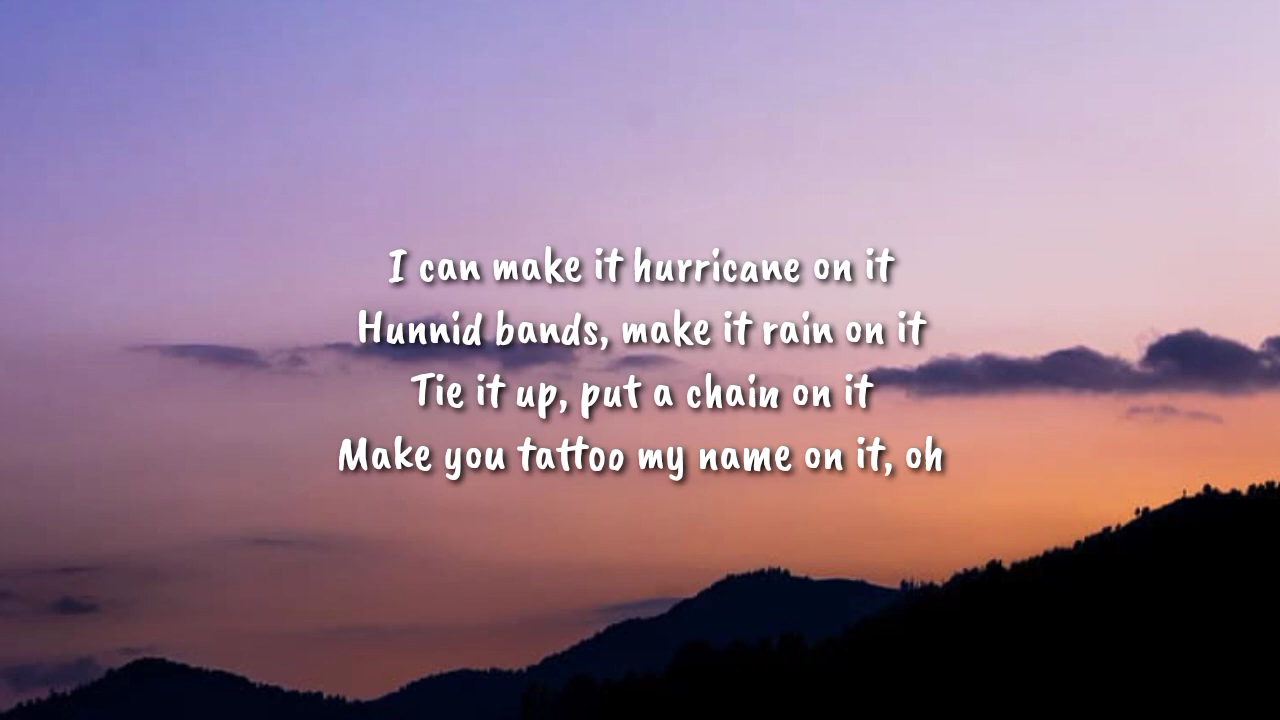 I can make it hurricane on it
Hunnid bands, make it rain on it
Tie it up, put a chain on it
Make you tattoo my name on it, oh